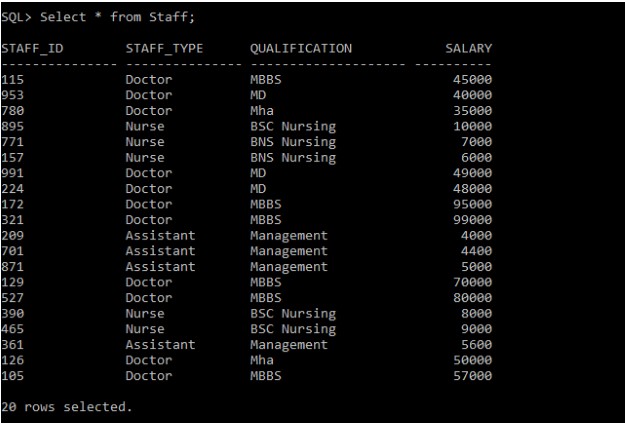 SQL> Select * from Staff;
STAFF_ID STAFF_TYPE QUALIFICATION SALARY
--------------- --------------- -------------------- ----------
115 Doctor MBBS 45000
953 Doctor MD 40000
780 Doctor Mha 35000
895 Nurse BSC Nursing 10000
771 Nurse BNS Nursing 7000
157 Nurse BNS Nursing 6000
991 Doctor MD 49000
224 Doctor MD 48000
172 Doctor MBBS 95000
321 Doctor MBBS 99000
209 Assistant Management 4000
701 Assistant Management 4400
871 Assistant Management 5000
129 Doctor MBBS 70000
527 Doctor MBBS 80000
390 Nurse BSC Nursing 8000
465 Nurse BSC Nursing 9000
361 Assistant Management 5600
126 Doctor Mha 50000
105 Doctor MBBS 57000
20 rows selected.